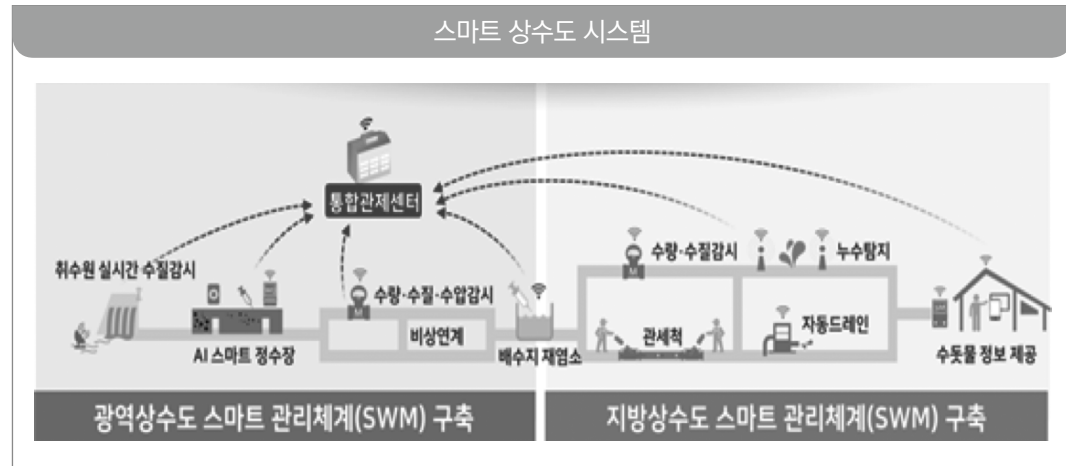 스마트 상수도 시스템
통합관제센터
취수원 실시간 수질감시
AI 스마트 정수장
수량·수질·수압감시
비상연계
배수지 재염소
수량·수질감시
누수탐지
관세척
자동드레인
수돗물 정보 제공
광역상수도 스마트 관리체계(SWM) 구축
지방상수도 스마트 관리체계(SWM) 구축